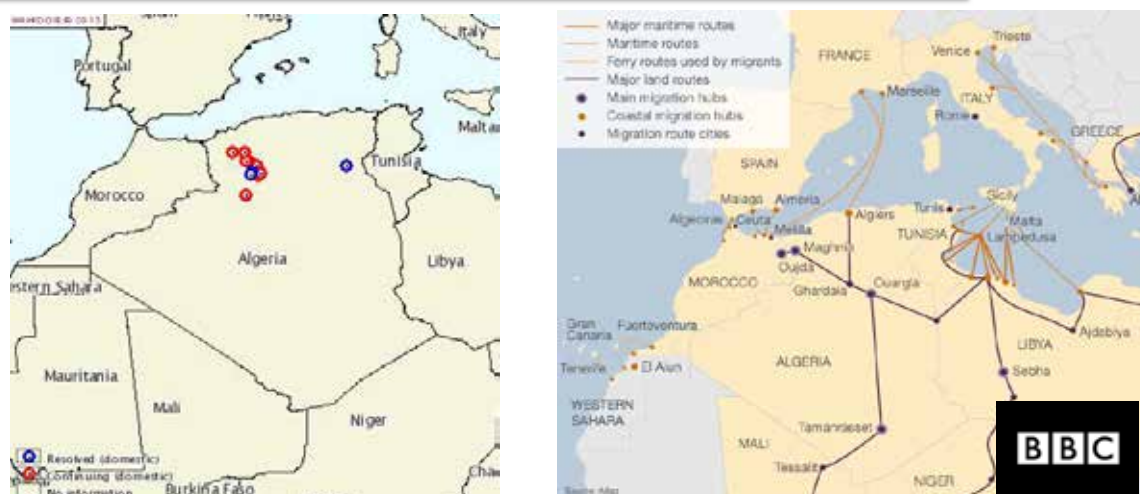 Portugal
Italy
Malta
Tunisia
Morocco
Algeria
Libya
estern Sahara
Mauritania
Mali
Niger
Burkina Faso
Cha
Resolved (domestic)
Continuing (domestic)
No information
Major maritime routes
Maritime routes
Ferry routes used by migrants
Major land routes
Main migration hubs
Coastal migration hubs
Migration route cities
FRANCE
Venice
Trieste
Marseille
ITALY
Rome
GREECE
SPAIN
Malaga
Almeria
Algeciras
Ceuta
Melilla
Algiers
Tunis
Sicily
Malta
TUNISIA
Lampedusa
Maghnia
Oujda
MOROCCO
Ghardaia
Ouargla
Gran
Canaria
Fuerteventura
Ajdabiya
ALGERIA
LIBYA
Tenerife
El Aiun
Sebha
WESTERN
SAHARA
Tamanrasset
MALI
Tessalit
NIGER
BBC